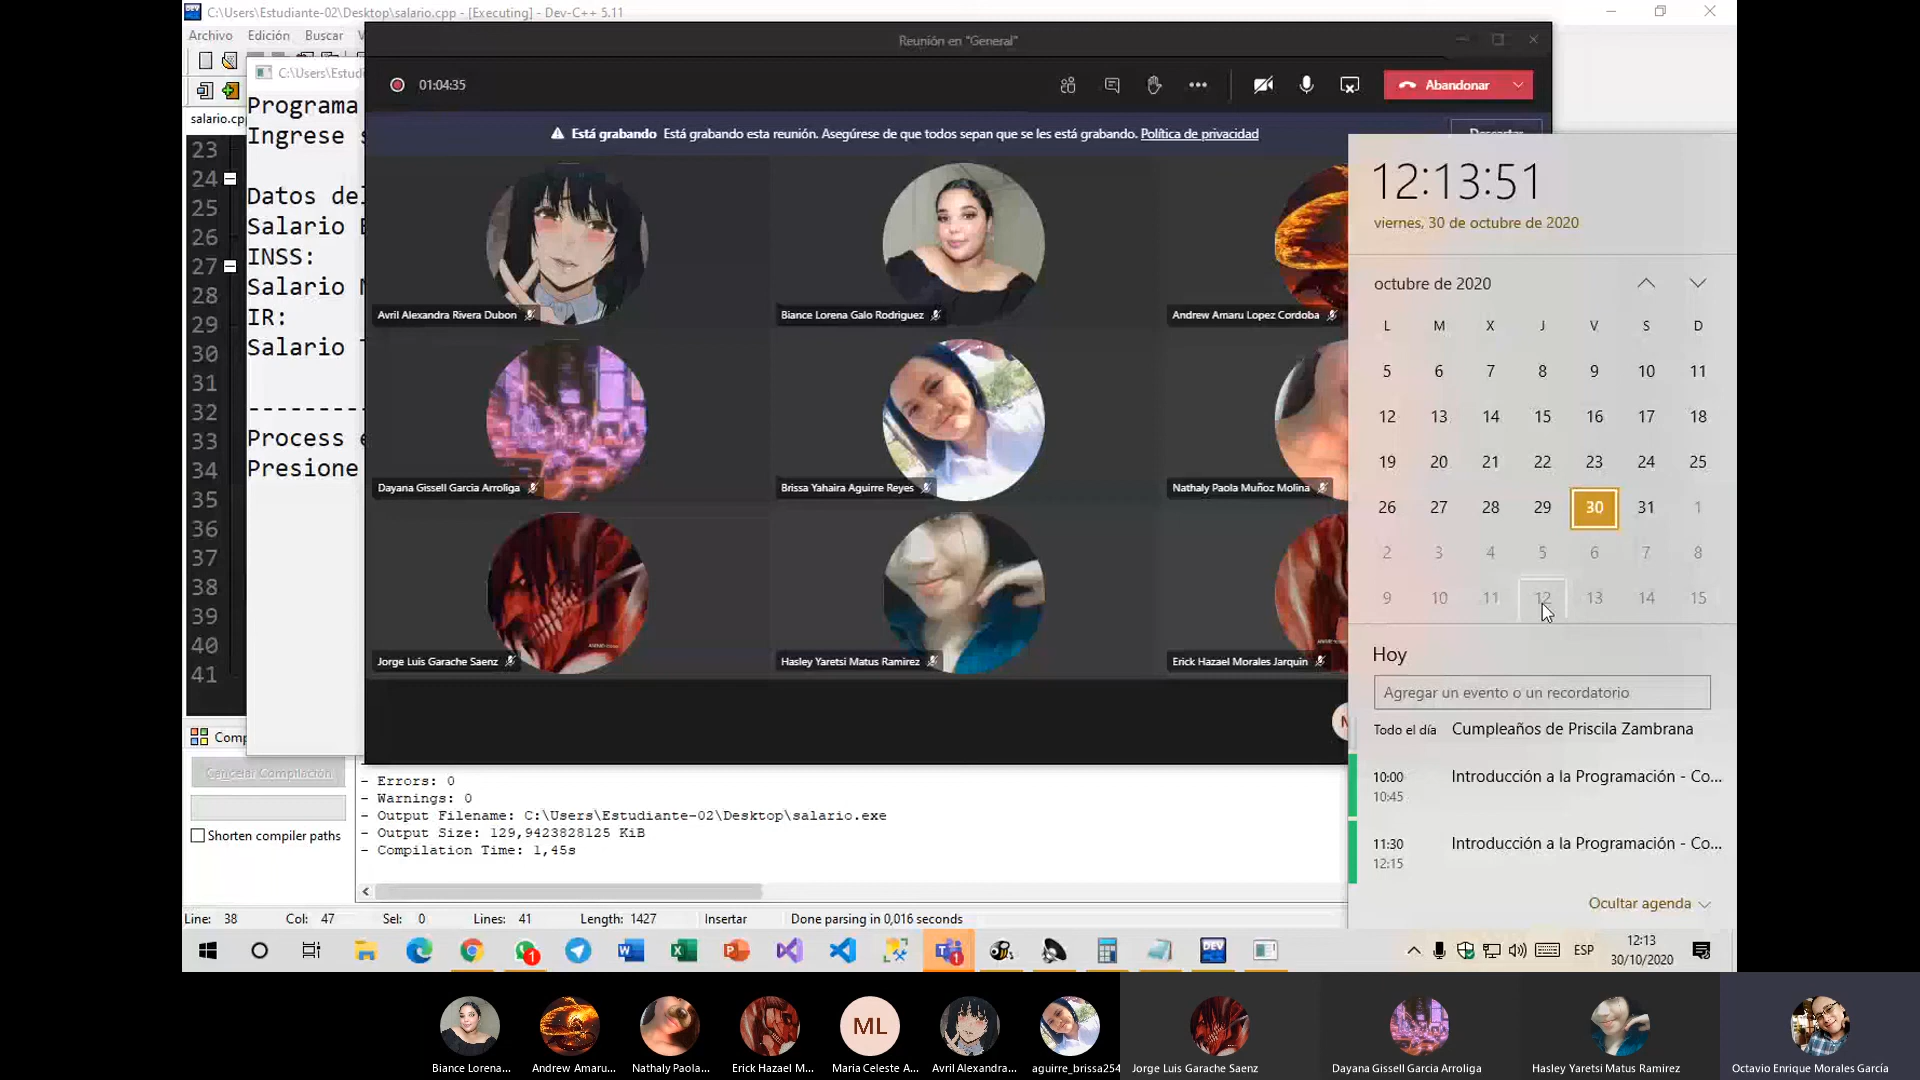 C:\Users\Estudiante-02\Desktop\salario.cpp - [Executing] - Dev-C++ 5.11
Archivo Edición Buscar V
C:\Users\Estudi
salario.cp
Programa
Ingrese s
Datos del
Salario B
INSS:
Salario N
IR:
Salario T
Process e
Presione
23
24
25
26
27
28
29
30
31
32
33
34
35
36
37
38
39
40
41
Reunión en "General"
01:04:35
Abandonar
Está grabando Está grabando esta reunión. Asegúrese de que todos sepan que se les está grabando. Política de privacidad
Descartar
Avril Alexandra Rivera Dubon
Biance Lorena Galo Rodriguez
Andrew Amaru Lopez Cordoba
Dayana Gissell Garcia Arroliga
Brissa Yahaira Aguirre Reyes
Nathaly Paola Muñoz Molina
Jorge Luis Garache Saenz
Hasley Yaretsi Matus Ramirez
Erick Hazael Morales Jarquin
12:13:51
viernes, 30 de octubre de 2020
octubre de 2020
L M X J V S D
5 6 7 8 9 10 11
12 13 14 15 16 17 18
19 20 21 22 23 24 25
26 27 28 29 30 31 1
2 3 4 5 6 7 8
9 10 11 12 13 14 15
Hoy
Agregar un evento o un recordatorio
Todo el día Cumpleaños de Priscila Zambrana
10:00 Introducción a la Programación - Co...
10:45
11:30 Introducción a la Programación - Co...
12:15
Ocultar agenda
Comp
Cancelar Compilación
Shorten compiler paths
- Errors: 0
- Warnings: 0
- Output Filename: C:\Users\Estudiante-02\Desktop\salario.exe
- Output Size: 129,9423828125 KiB
- Compilation Time: 1,45s
Line: 38 Col: 47 Sel: 0 Lines: 41 Length: 1427 Insertar Done parsing in 0,016 seconds
1
1
DEV
ESP
12:13
30/10/2020
ML
Biance Lorena...
Andrew Amaru...
Nathaly Paola...
Erick Hazael M...
Maria Celeste A...
Avril Alexandra...
aguirre_brissa254
Jorge Luis Garache Saenz
Dayana Gissell Garcia Arroliga
Hasley Yaretsi Matus Ramirez
Octavio Enrique Morales García